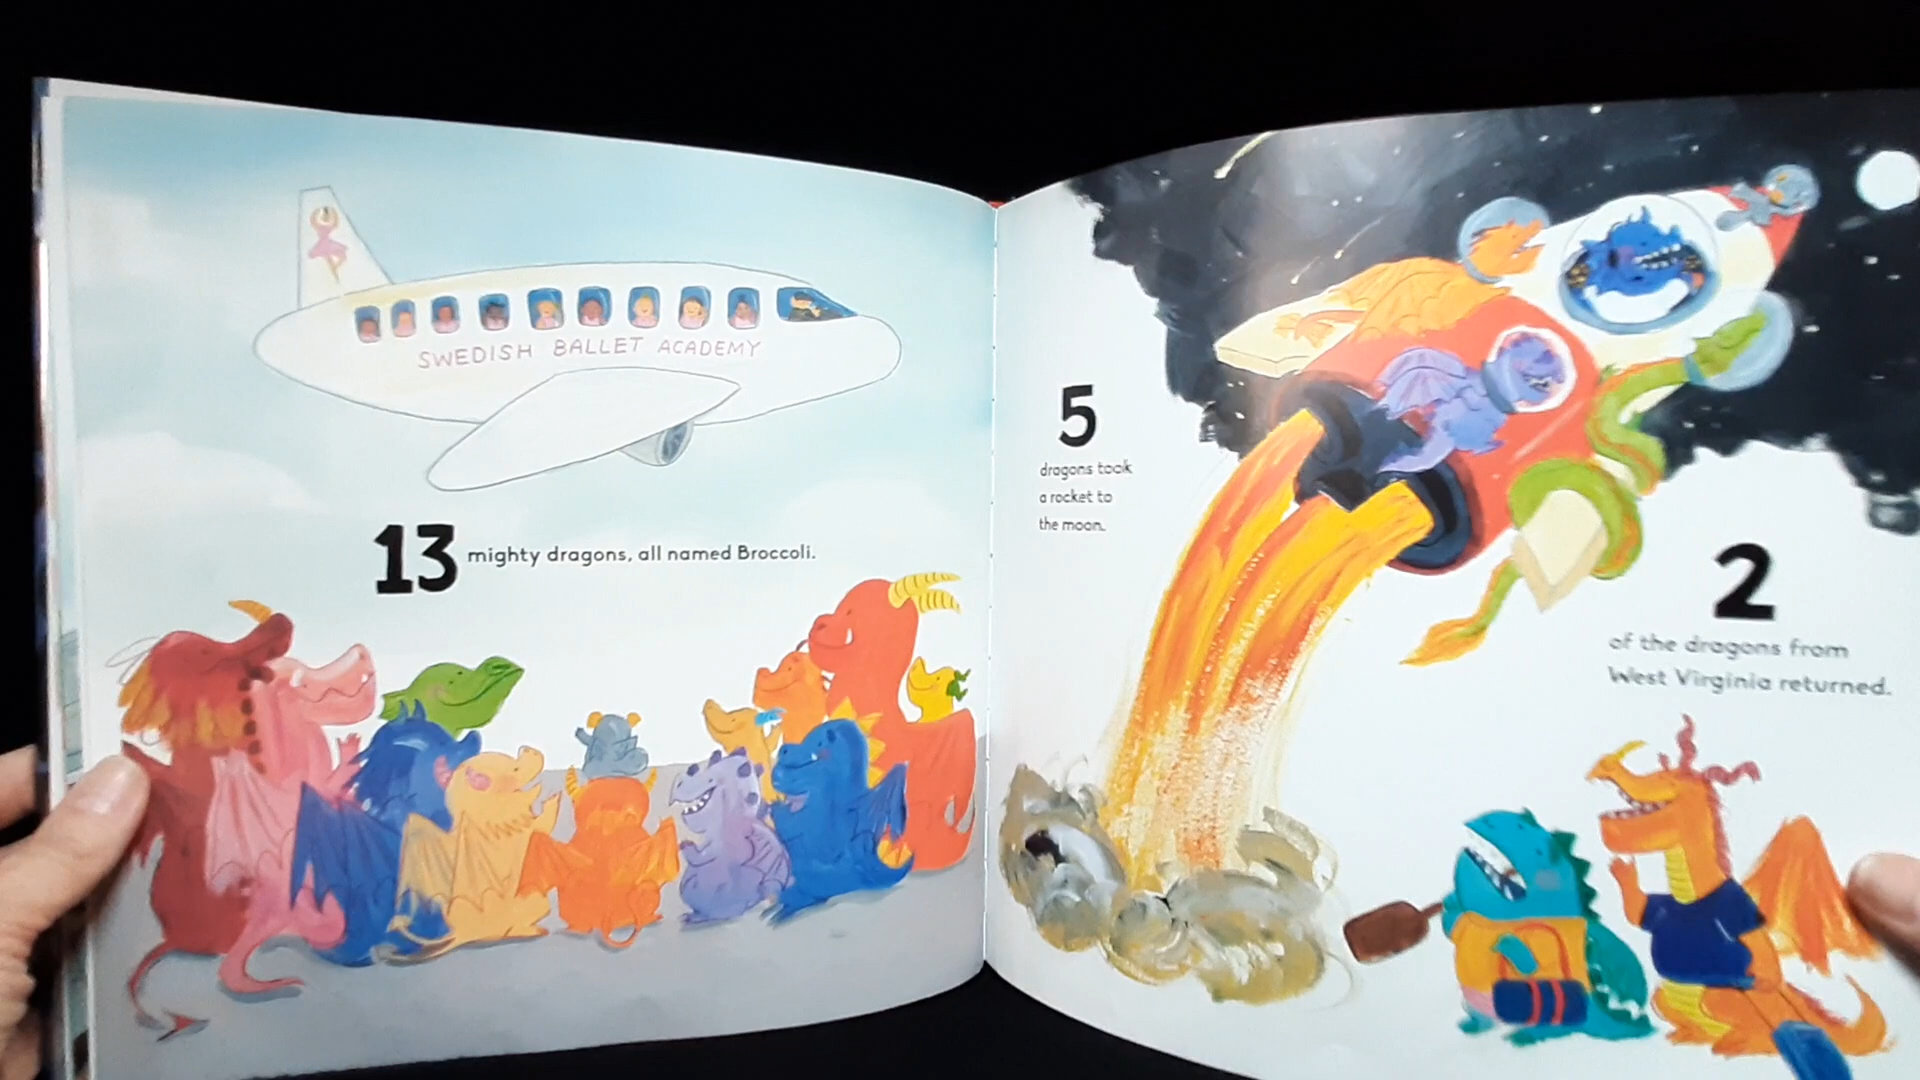 SWEDISH BALLET ACADEMY
13 mighty dragons, all named Broccoli.
5
dragons took
a rocket to
the moon.
2
of the dragons from
West Virginia returned.